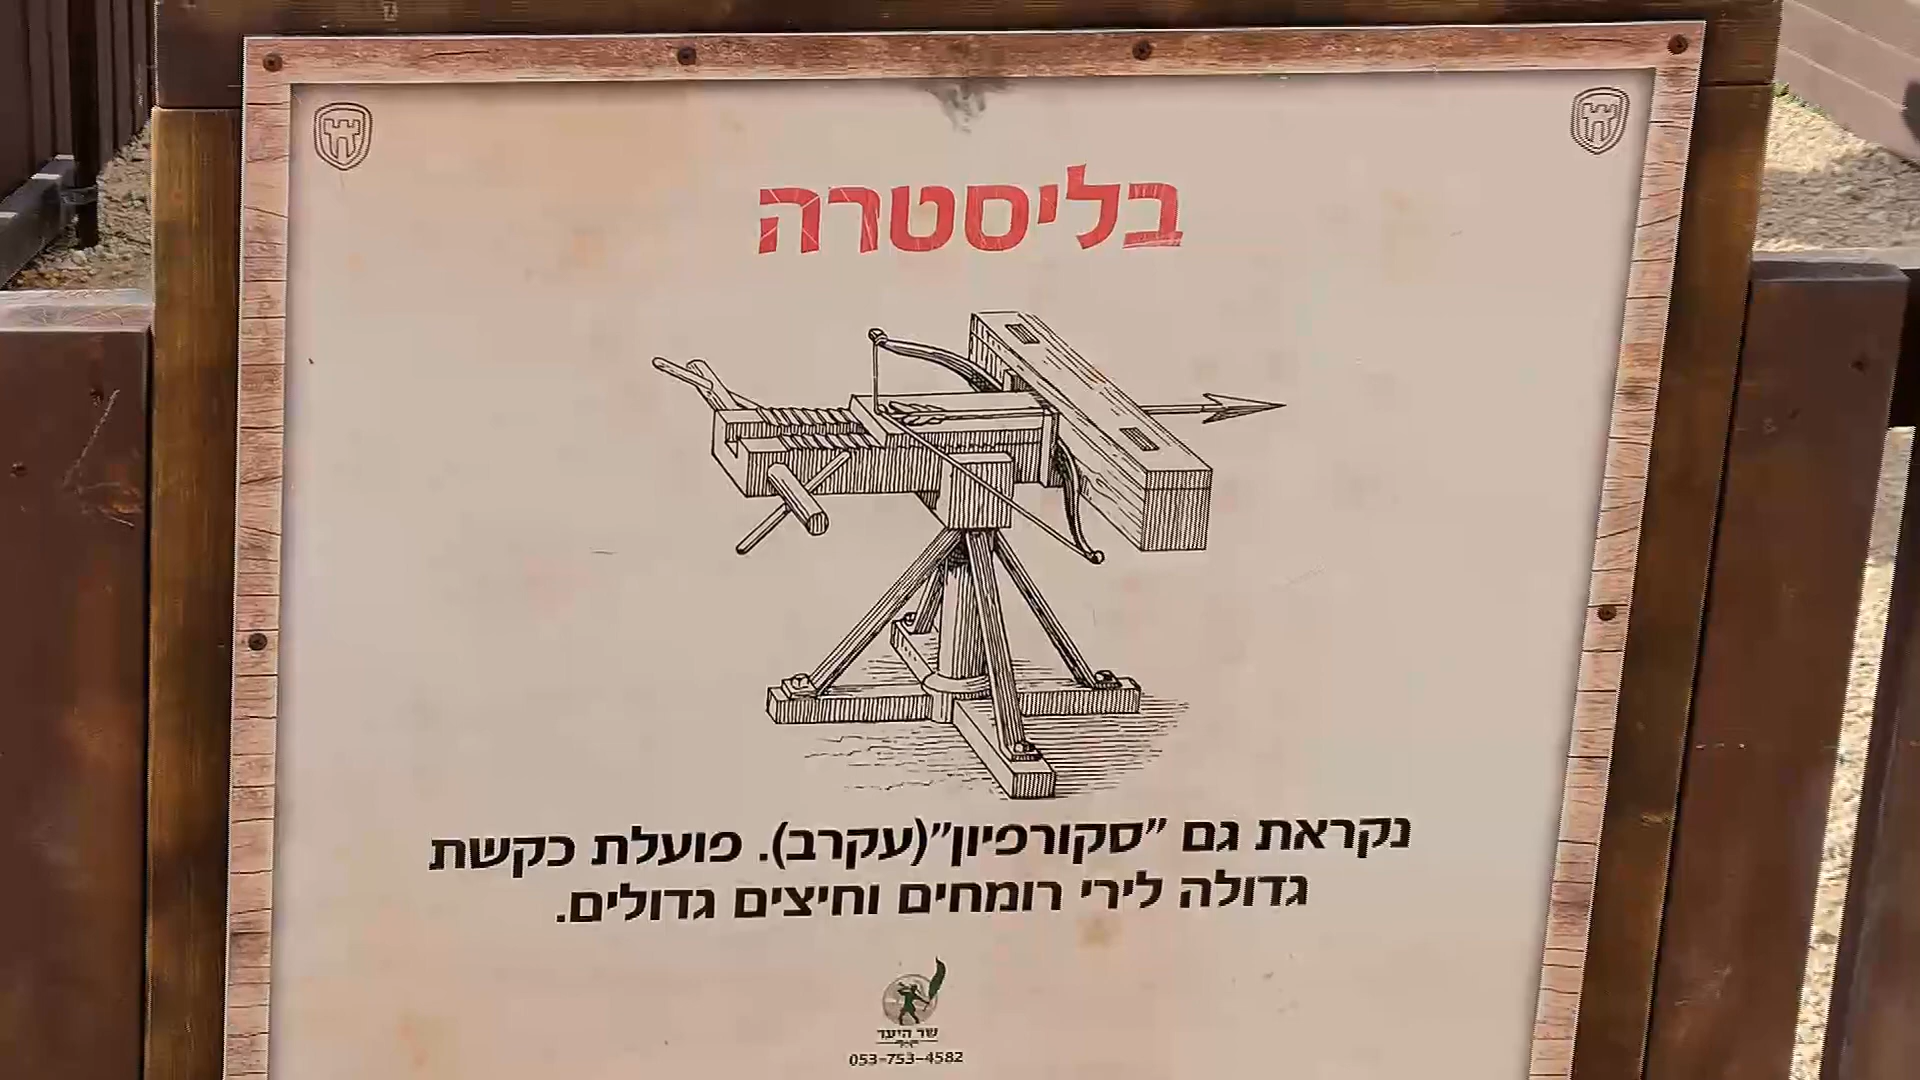 בליסטרה
נקראת גם "סקורפיון"(עקרב). פועלת כקשת
גדולה לירי רומחים וחיצים גדולים.
שר היער
053-753-4582